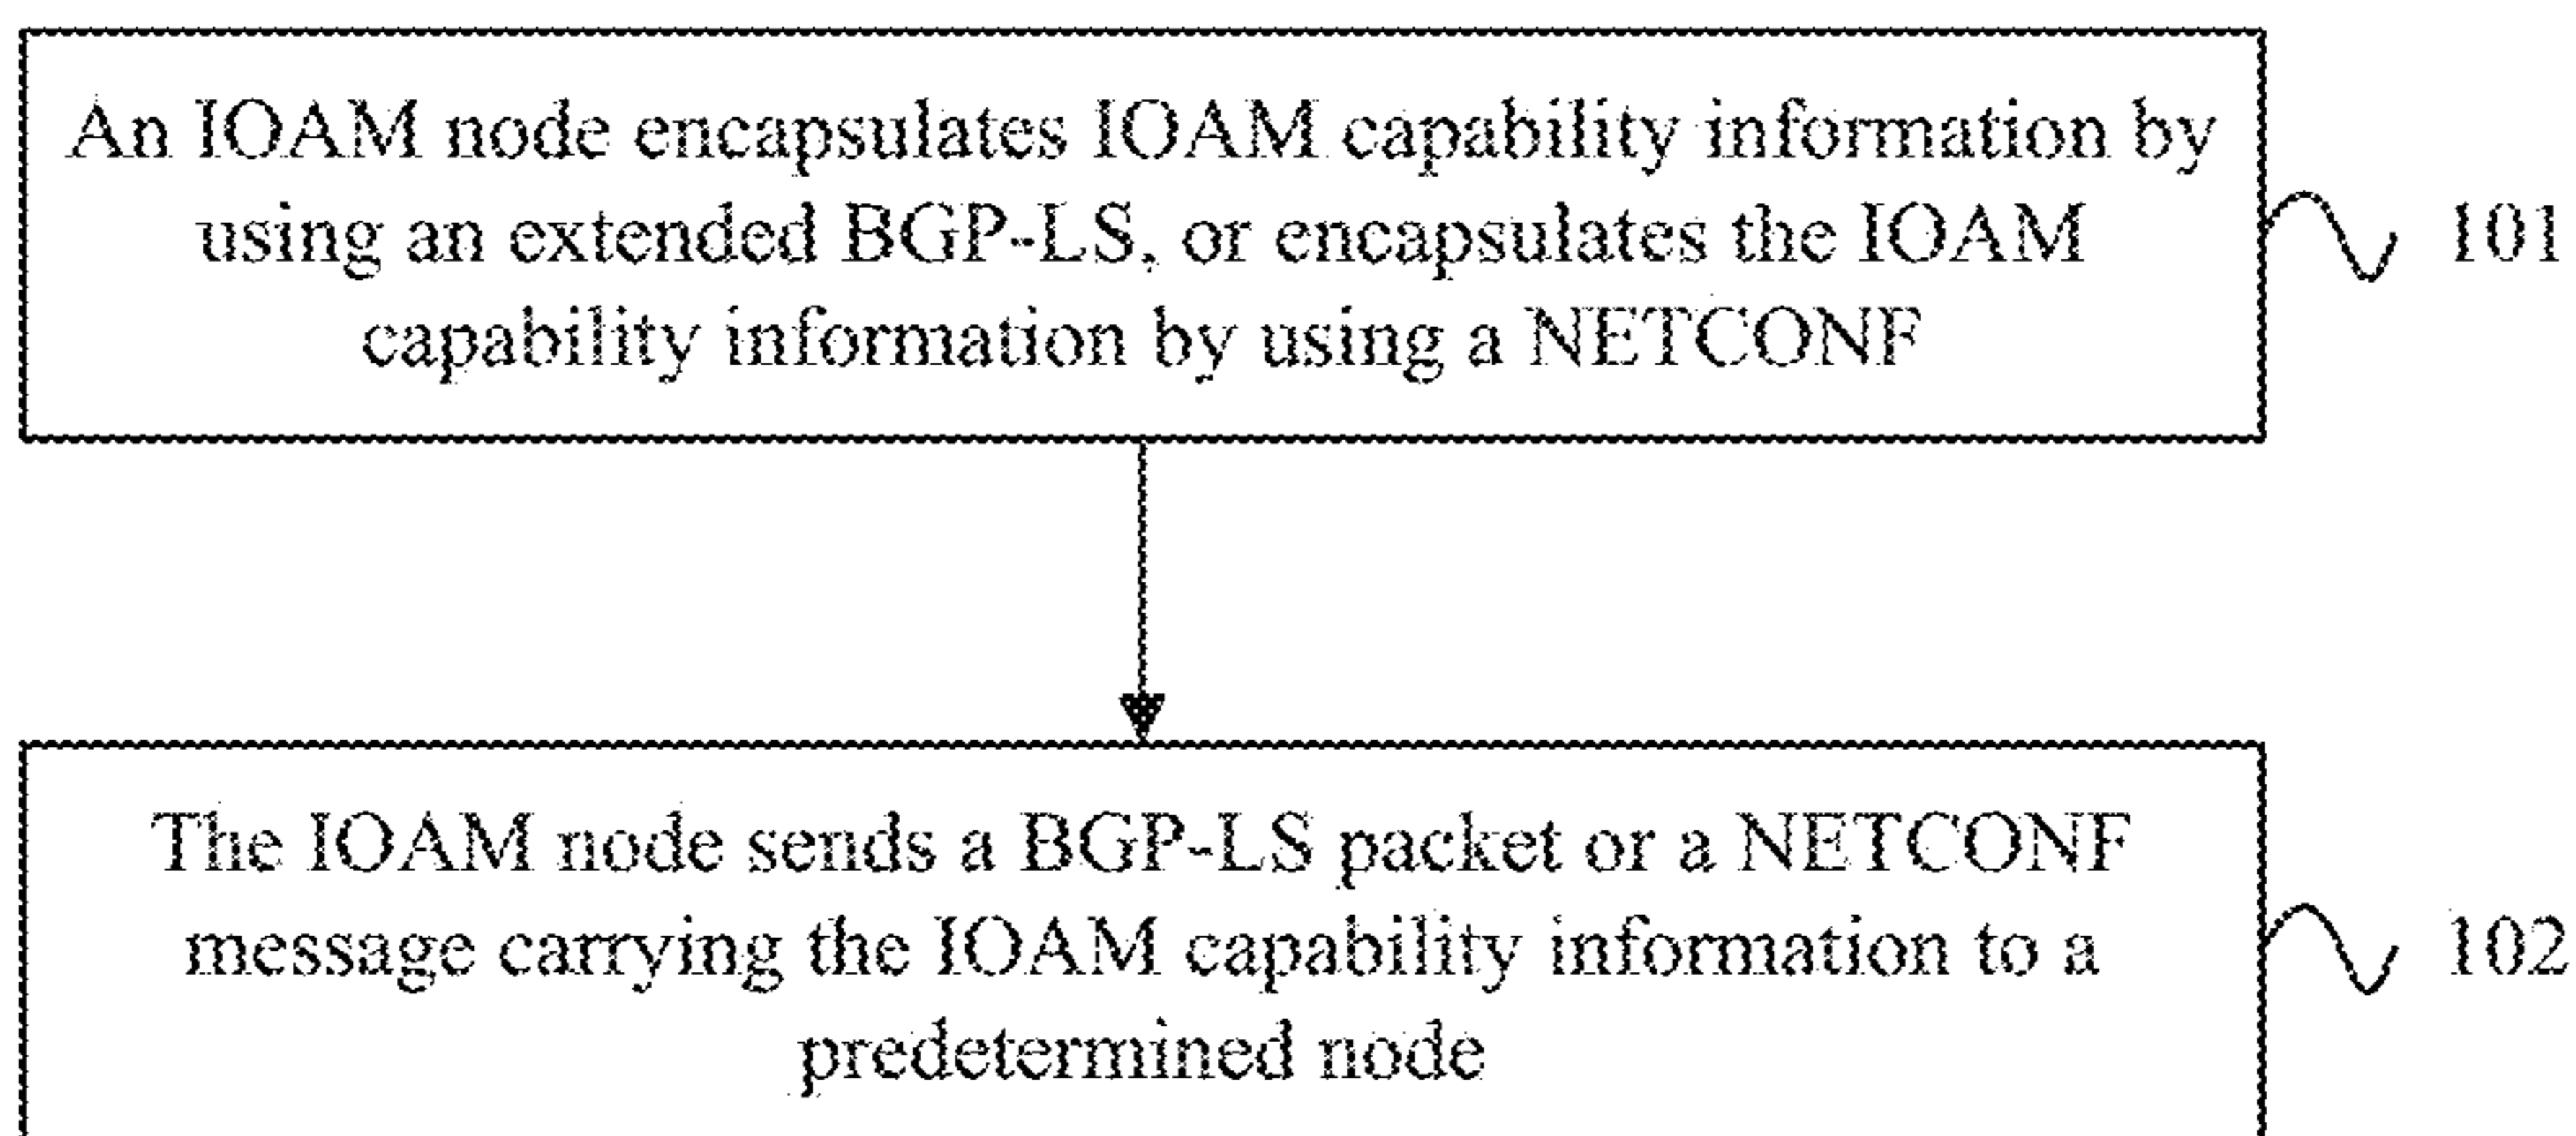 An IOAM node encapsulates IOAM capability information by
using an extended BGP-LS, or encapsulates the IOAM
capability information by using a NETCONF
101
The IOAM node sends a BGP-LS packet or a NETCONF
message carrying the IOAM capability information to a
predetermined node
102